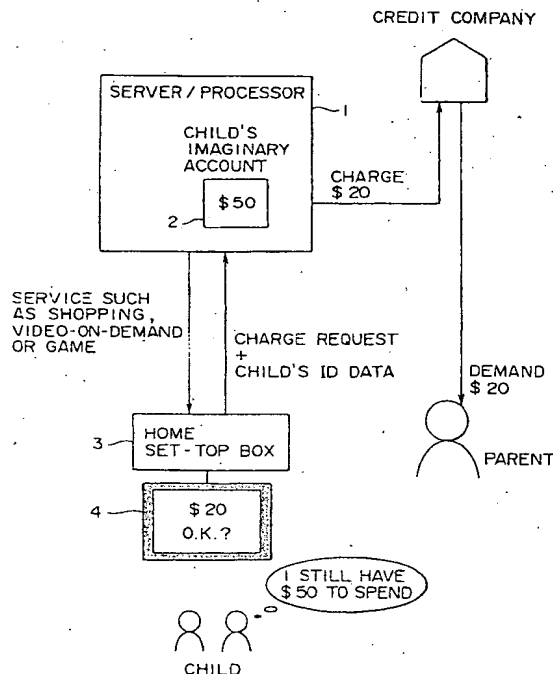 CREDIT COMPANY
SERVER / PROCESSOR
1
CHILD'S
IMAGINARY
ACCOUNT
$50
2
CHARGE
$ 20
SERVICE SUCH
AS SHOPPING,
VIDEO-ON-DEMAND
OR GAME
CHARGE REQUEST
+
CHILD'S ID DATA
DEMAND
$ 20
3
HOME
SET-TOP BOX
PARENT
4
$ 20
O.K.?
I STILL HAVE
$ 50 TO SPEND
CHILD